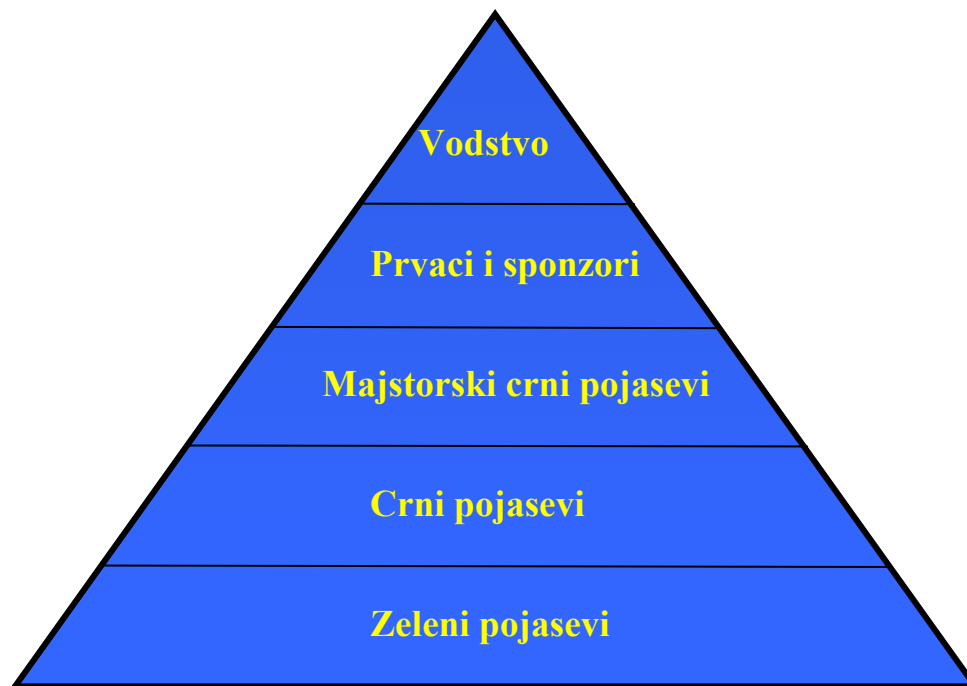 Vodstvo
Prvaci i sponzori
Majstorski crni pojasevi
Crni pojasevi
Zeleni pojasevi